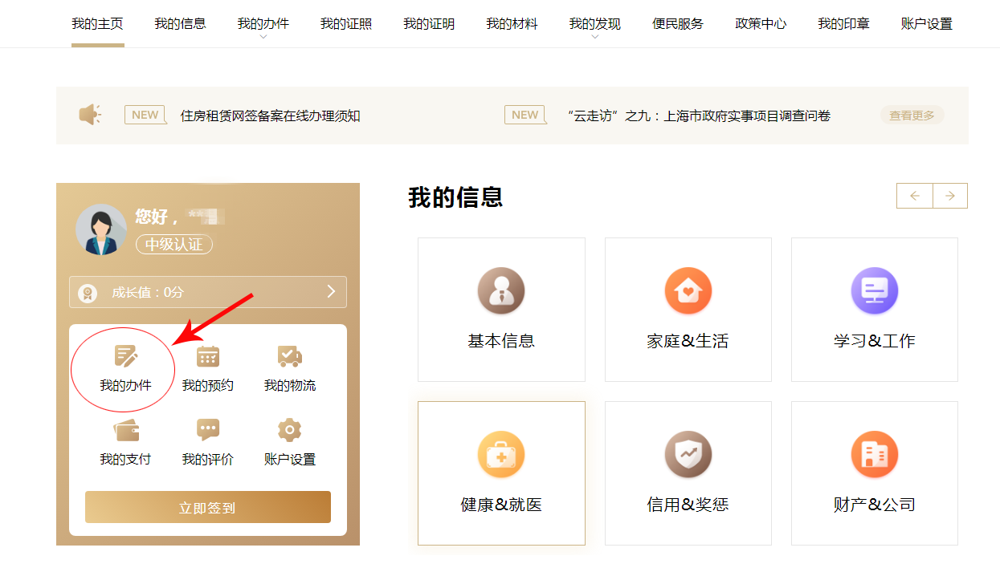 我的主页 我的信息 我的办件 我的证照 我的证明 我的材料 我的发现 便民服务 政策中心 我的印章 账户设置
NEW 住房租赁网签备案在线办理须知 NEW “云走访”之九：上海市政府实事项目调查问卷 查看更多
您好， **
中级认证
成长值：0分
我的办件 我的预约 我的物流
我的支付 我的评价 账户设置
立即签到
我的信息
基本信息 家庭&生活 学习&工作
健康&就医 信用&奖惩 财产&公司